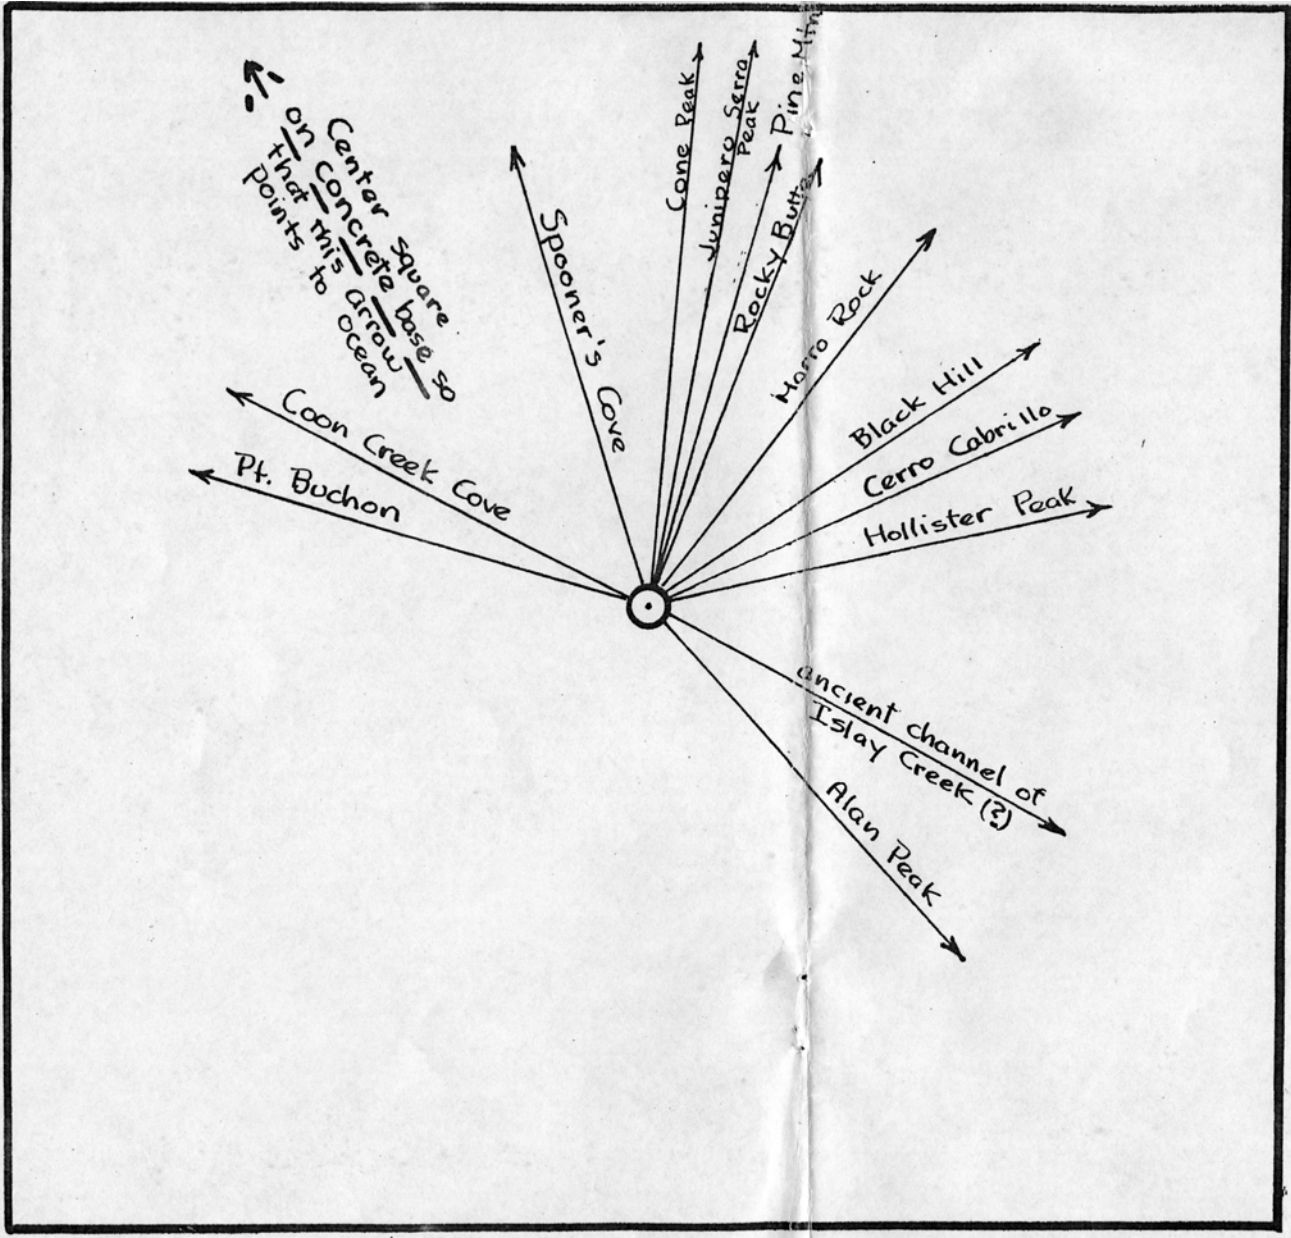 Center square
on concrete base so
that this arrow
points to
ocean
Spooner's Cove
Cone Peak
Junipero Serra
Peak
Pine Mtn
Rocky Butte
Morro Rock
Black Hill
Cerro Cabrillo
Hollister Peak
Coon Creek Cove
Pt. Buchon
ancient channel of
Islay Creek (?)
Alan Peak